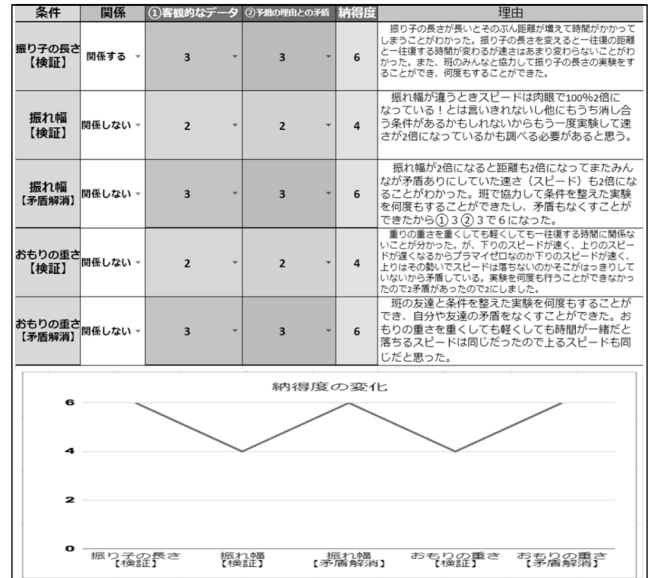 条件 関係 ①客観的なデータ ②予想の理由との矛盾 納得度 理由
振り子の長さ
【検証】
関係する 3 3 6
振り子の長さが長いとそのぶん距離が増えて時間がかかって
しまうことがわかった。振り子の長さを変えると一往復の距離
と一往復する時間が変わるが速さはあまり変わらないことがわ
かった。また、班のみんなと協力して振り子の長さの実験をす
ることができ、何度もすることができた。
振れ幅
【検証】
関係しない 2 2 4
振れ幅が違うときスピードは肉眼で100%2倍に
なっている！とは言いきれないし他にもうち消し合
う条件があるかもしれないからもう一度実験して速
さが2倍になっているかも調べる必要があると思う。
振れ幅
【矛盾解消】
関係しない 3 3 6
振れ幅が2倍になると距離も2倍になってまたみん
なが矛盾ありにしていた速さ（スピード）も2倍にな
ることがわかった。班で協力して条件を整えた実験
を何度もすることができたし、矛盾もなくすことが
できたから①3②3で6になった。
おもりの重さ
【検証】
関係しない 2 2 4
重りの重さを重くしても軽くしても一往復する時間に関係な
いことが分かった。が、下りのスピードが速く、上りのスピー
ドが遅くなるからプラマイゼロなのか下りのスピードが速く、
上りはその勢いでスピードは落ちないのかそこがはっきりして
いないから矛盾している。実験を何度も行うことができなかっ
たので2矛盾があったので2にしました。
おもりの重さ
【矛盾解消】
関係しない 3 3 6
班の友達と条件を整えた実験を何度もすることが
でき、自分や友達の矛盾をなくすことができた。お
もりの重さを重くしても軽くしても時間が一緒だと
落ちるスピードは同じだったので上るスピードも同
じだと思った。
納得度の変化
6
4
2
0
振り子の長さ 振れ幅 振れ幅 おもりの重さ おもりの重さ
【検証】 【検証】 【矛盾解消】 【検証】 【矛盾解消】